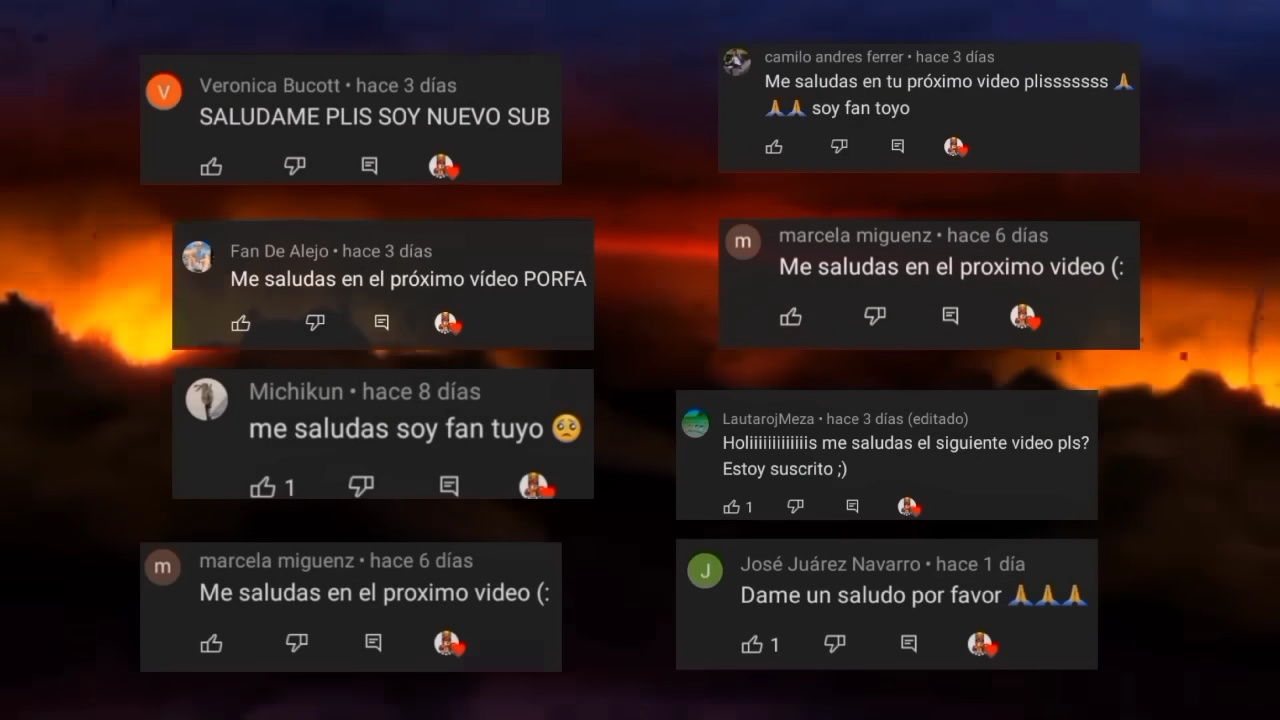 Veronica Bucott • hace 3 días
SALUDAME PLIS SOY NUEVO SUB
Fan De Alejo • hace 3 días
Me saludas en el próximo vídeo PORFA
Michikun • hace 8 días
me saludas soy fan tuyo 🥺
1
marcela miguenz • hace 6 días
Me saludas en el proximo video (:
camilo andres ferrer • hace 3 días
Me saludas en tu próximo video plisssssss 🙏
🙏🙏 soy fan toyo
marcela miguenz • hace 6 días
Me saludas en el proximo video (:
LautarojMeza • hace 3 días (editado)
Holiiiiiiiiiiiiis me saludas el siguiente video pls?
Estoy suscrito ;)
1
José Juárez Navarro • hace 1 día
Dame un saludo por favor 🙏🙏🙏
1